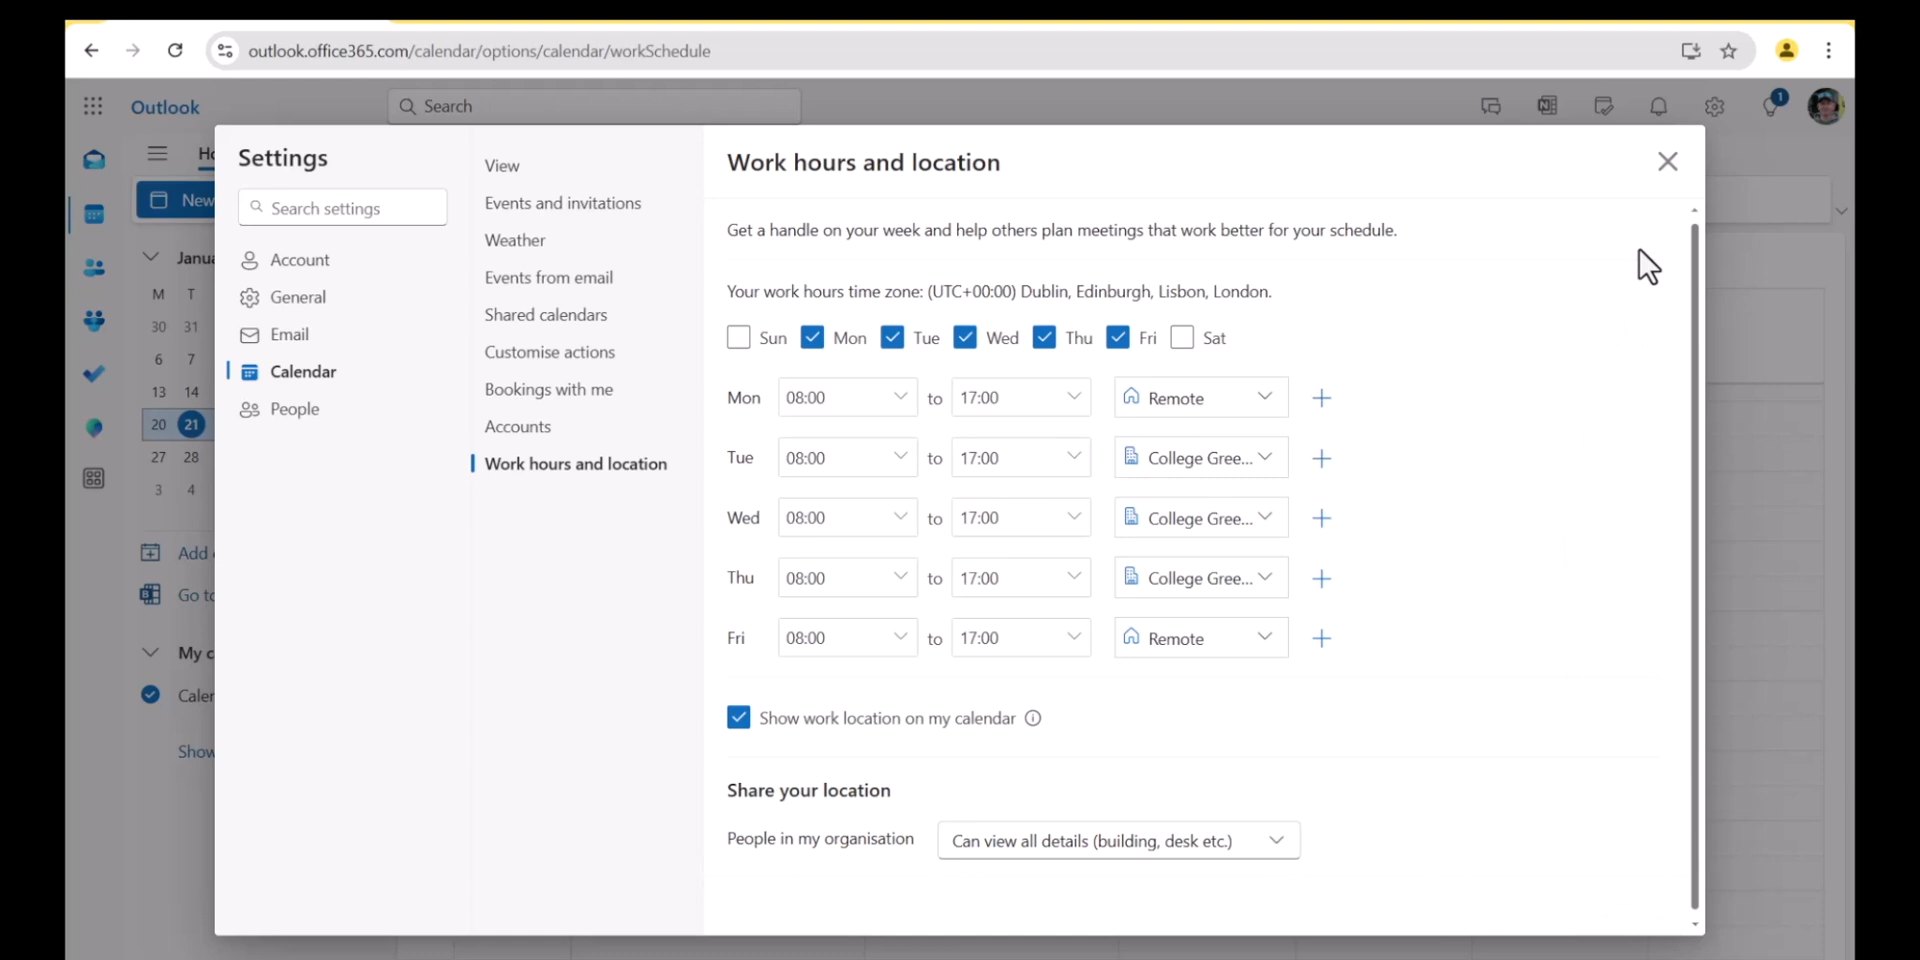 outlook.office365.com/calendar/options/calendar/workSchedule
Outlook
Search
1
Settings
Search settings
Account
General
Email
Calendar
People
View
Events and invitations
Weather
Events from email
Shared calendars
Customise actions
Bookings with me
Accounts
Work hours and location
Work hours and location
Get a handle on your week and help others plan meetings that work better for your schedule.
Your work hours time zone: (UTC+00:00) Dublin, Edinburgh, Lisbon, London.
Sun Mon Tue Wed Thu Fri Sat
Mon 08:00 to 17:00 Remote
Tue 08:00 to 17:00 College Gree...
Wed 08:00 to 17:00 College Gree...
Thu 08:00 to 17:00 College Gree...
Fri 08:00 to 17:00 Remote
Show work location on my calendar
Share your location
People in my organisation Can view all details (building, desk etc.)
New
M T
30 31
6 7
13 14
20 21
27 28
3 4
Add
Go to
Show